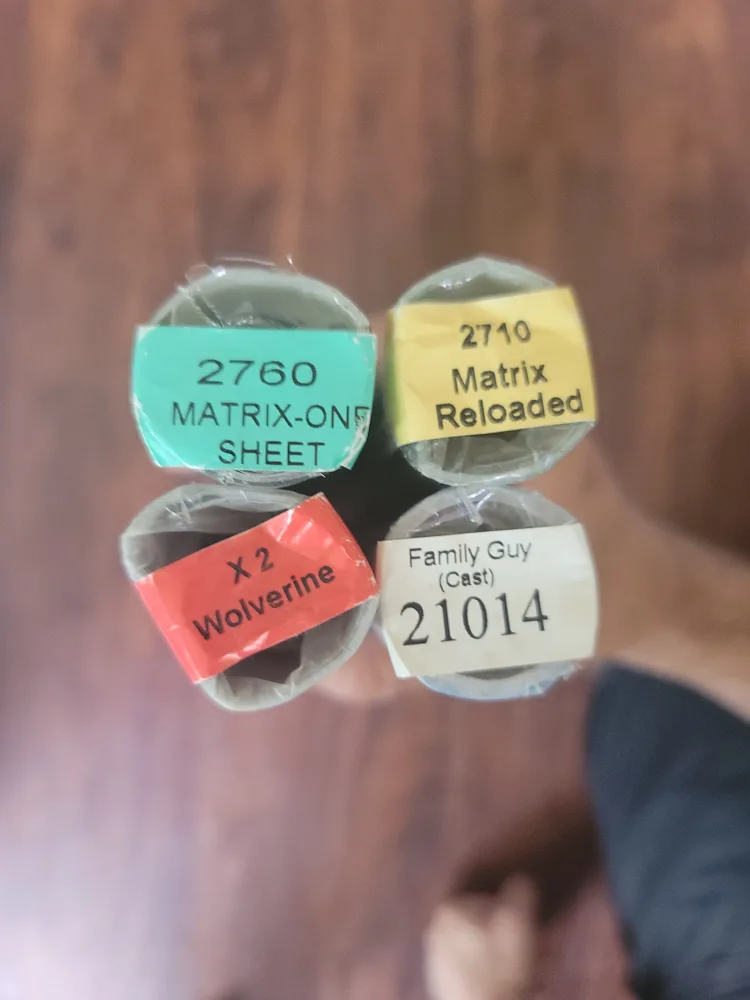 2760
MATRIX-ONE
SHEET
2710
Matrix
Reloaded
X 2
Wolverine
Family Guy
(Cast)
21014